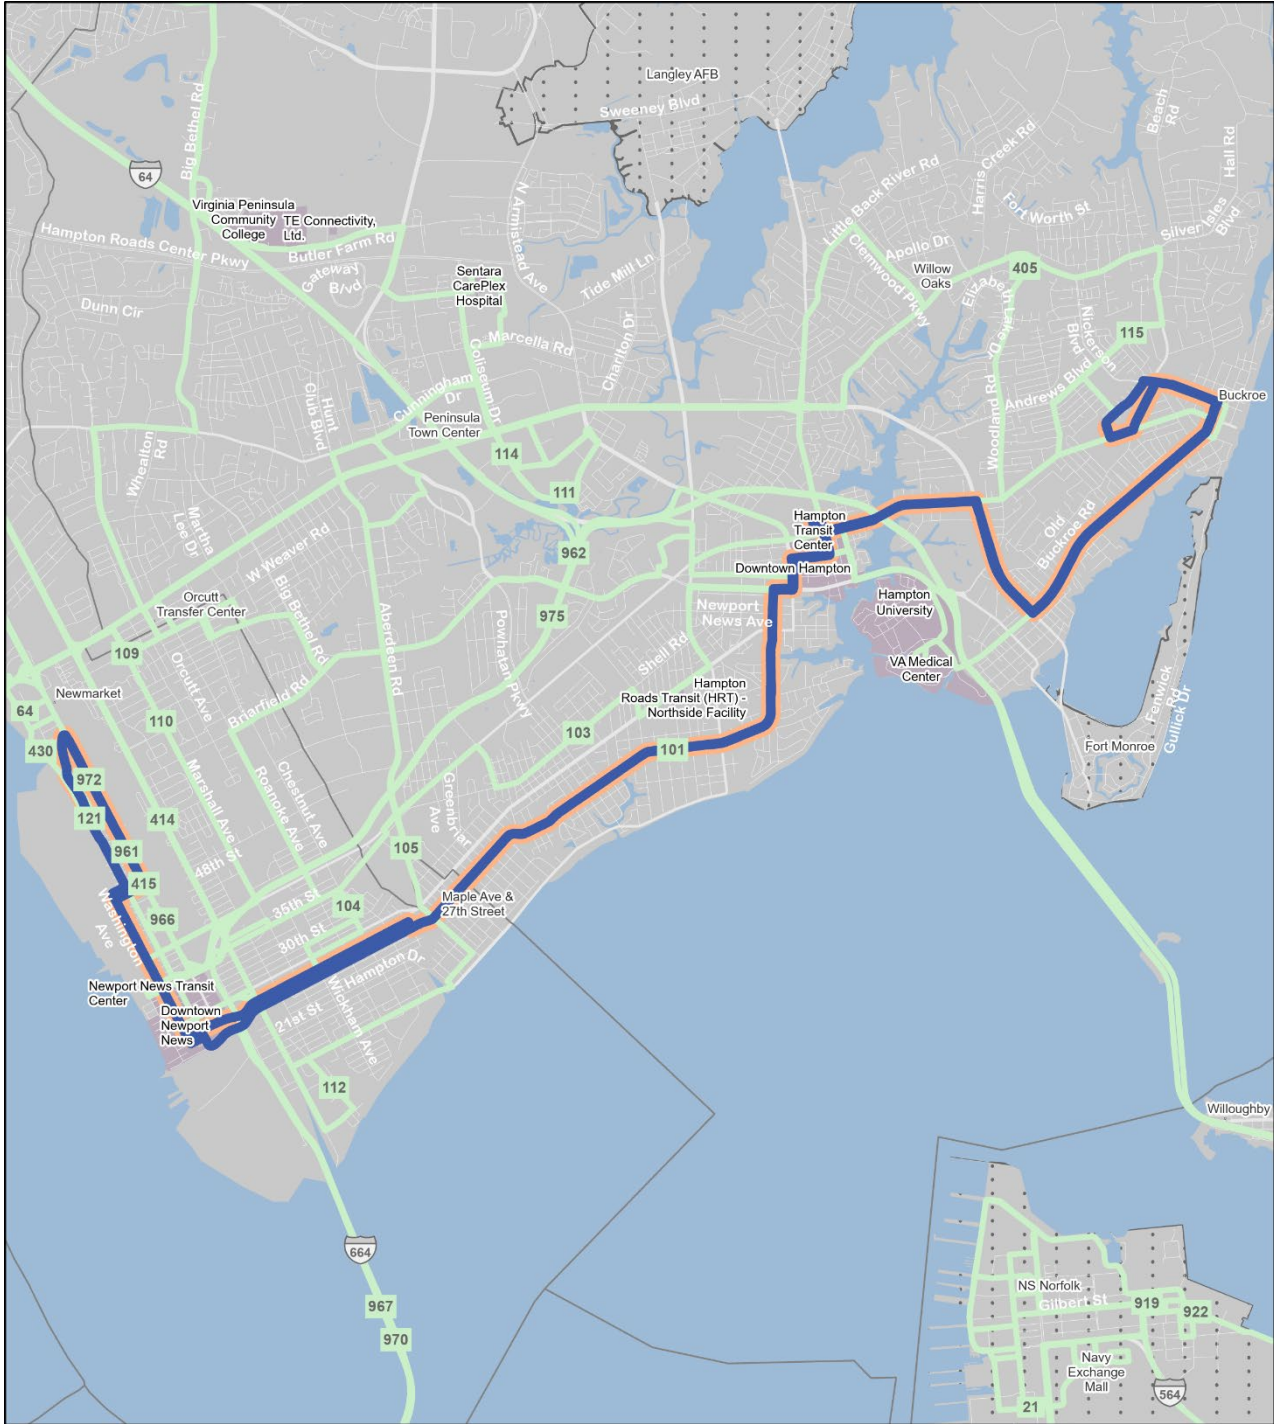 Langley AFB
Sweeney Blvd
Beach
Rd
Hall Rd
Big Bethel Rd
64
Harris Creek Rd
Little Back River Rd
Fort Worth St
N Armistead Ave
Virginia Peninsula
Community
College
TE Connectivity,
Ltd.
Silver Isles
Blvd
Hampton Roads Center Pkwy
Butler Farm Rd
Clemwood Pkwy
Apollo Dr
Gateway
Blvd
Sentara
CarePlex
Hospital
Tide Mill Ln
Willow
Oaks
405
Elizabeth Lake Dr
Dunn Cir
Charlton Dr
Nickerson
Blvd
115
Marcella Rd
Coliseum Dr
Cunningham
Dr
Hunt
Club Blvd
Andrews Blvd
Buckroe
Peninsula
Town Center
Woodland Rd
Whealton
Rd
114
111
Martha
Lee Dr
Hampton
Transit
Center
Old
Buckroe Rd
W Weaver Rd
962
Downtown Hampton
Orcutt
Transfer Center
Big Bethel Rd
Aberdeen Rd
Powhatan Pkwy
975
Newport
News Ave
Hampton
University
109
Orcutt Ave
Shell Rd
VA Medical
Center
Newmarket
Briarfield Rd
Hampton
Roads Transit (HRT) -
Northside Facility
Fenwick
Rd
Gullick Dr
64
110
103
101
Fort Monroe
430
972
Marshall Ave
Roanoke Ave
Chestnut Ave
Greenbriar
Ave
121
414
961
48th St
105
415
Washington
Ave
966
35th St
104
Maple Ave &
27th Street
30th St
Hampton Dr
Newport News Transit
Center
Wickham Ave
Downtown
Newport
News
21st St
112
Willoughby
664
NS Norfolk
967
Gilbert St
919
922
970
Navy
Exchange
Mall
564
21